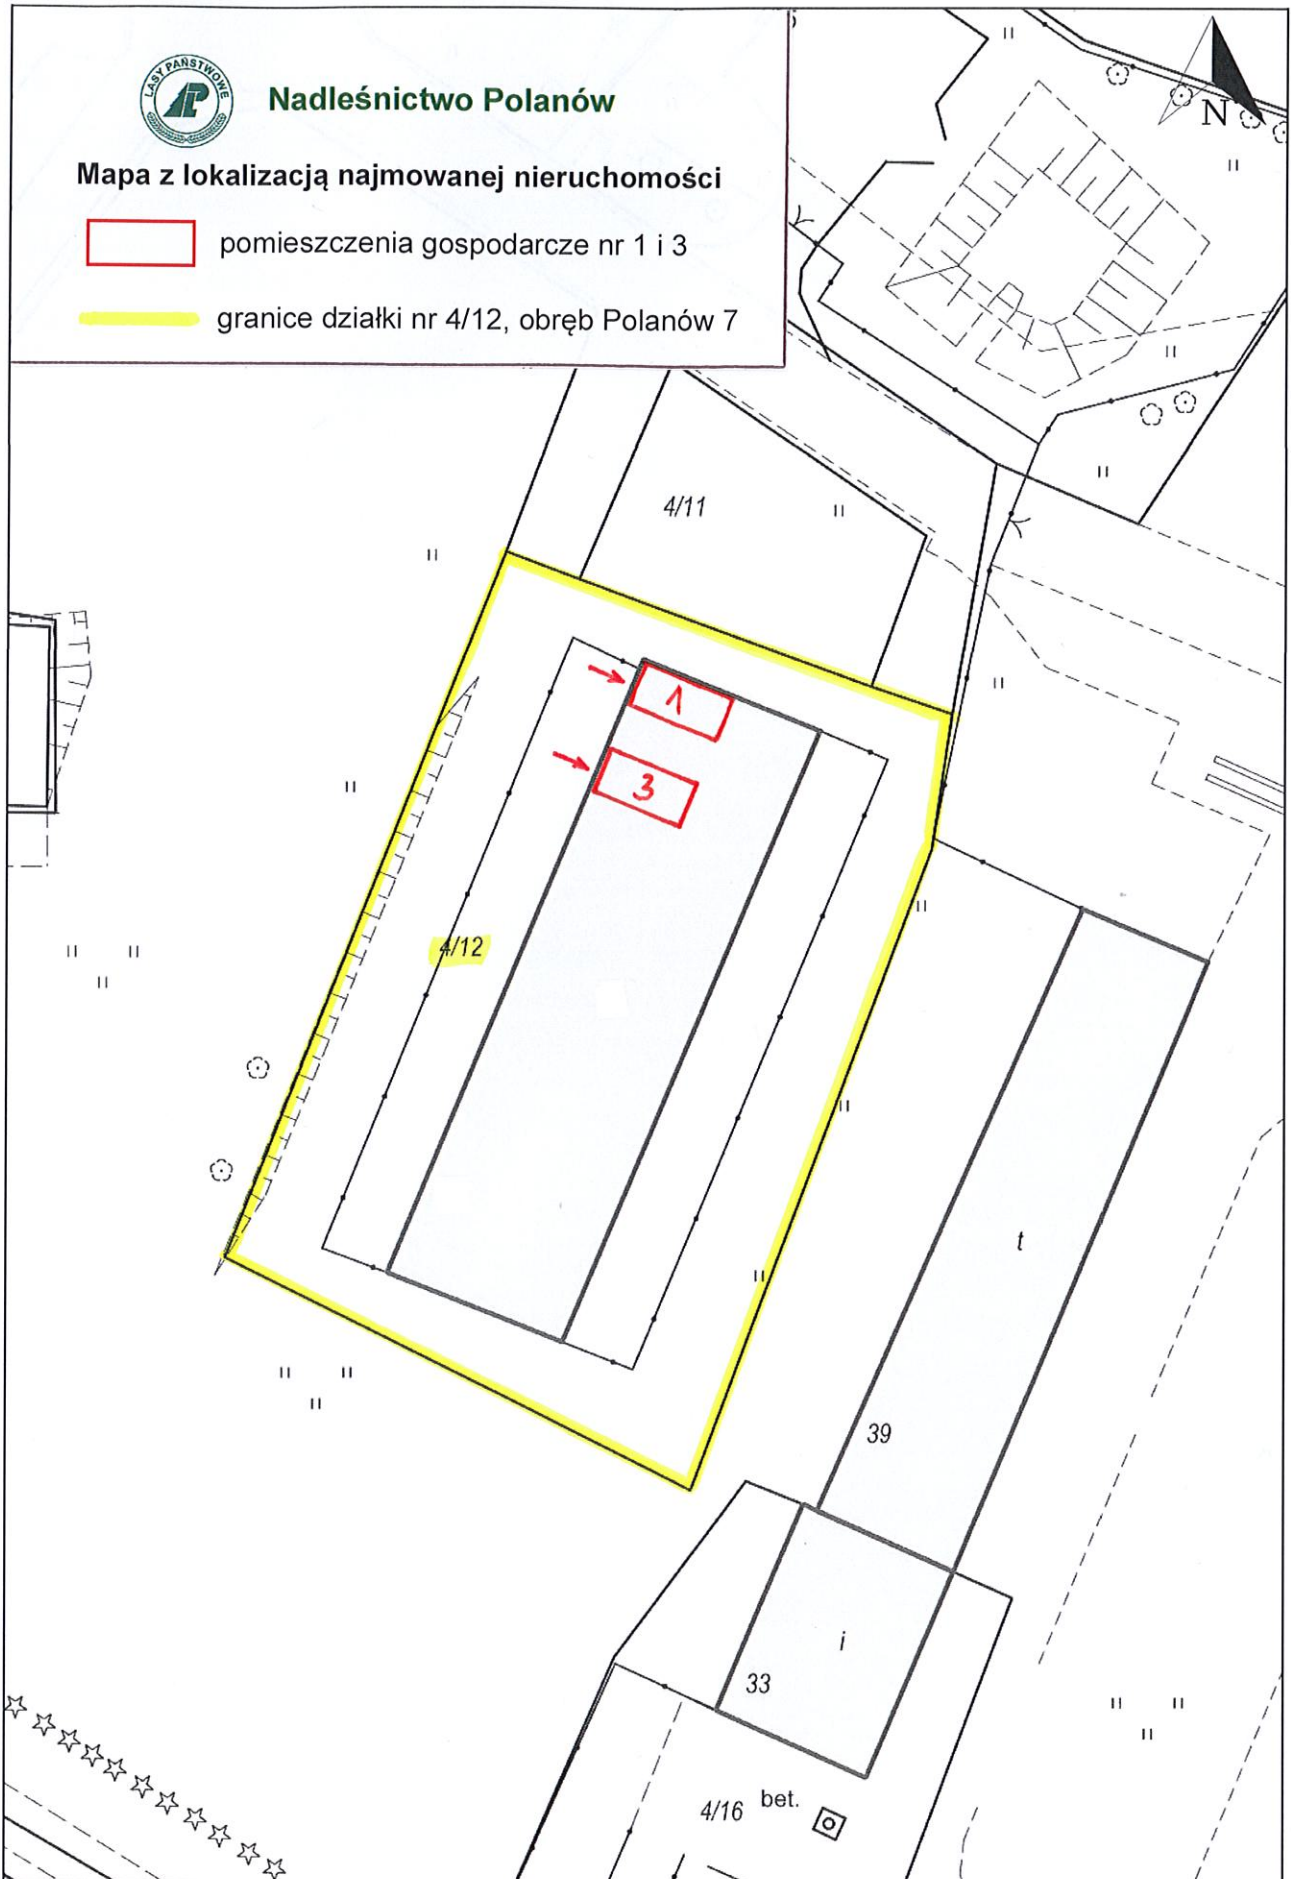 LASY PAŃSTWOWE
Nadleśnictwo Polanów
Mapa z lokalizacją najmowanej nieruchomości
pomieszczenia gospodarcze nr 1 i 3
granice działki nr 4/12, obręb Polanów 7
N
4/11
1
3
4/12
t
39
i
33
4/16
bet.